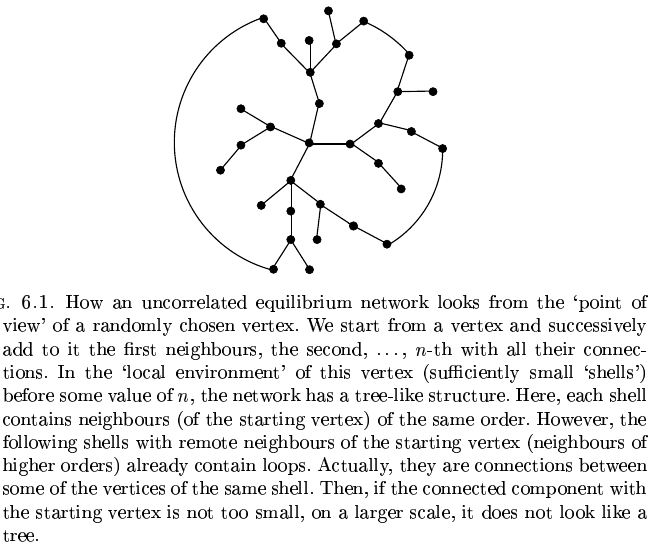 G. 6.1. How an uncorrelated equilibrium network looks from the ‘point of
view’ of a randomly chosen vertex. We start from a vertex and successively
add to it the first neighbours, the second, ..., n-th with all their connec-
tions. In the ‘local environment’ of this vertex (sufficiently small ‘shells’)
before some value of n, the network has a tree-like structure. Here, each shell
contains neighbours (of the starting vertex) of the same order. However, the
following shells with remote neighbours of the starting vertex (neighbours of
higher orders) already contain loops. Actually, they are connections between
some of the vertices of the same shell. Then, if the connected component with
the starting vertex is not too small, on a larger scale, it does not look like a
tree.